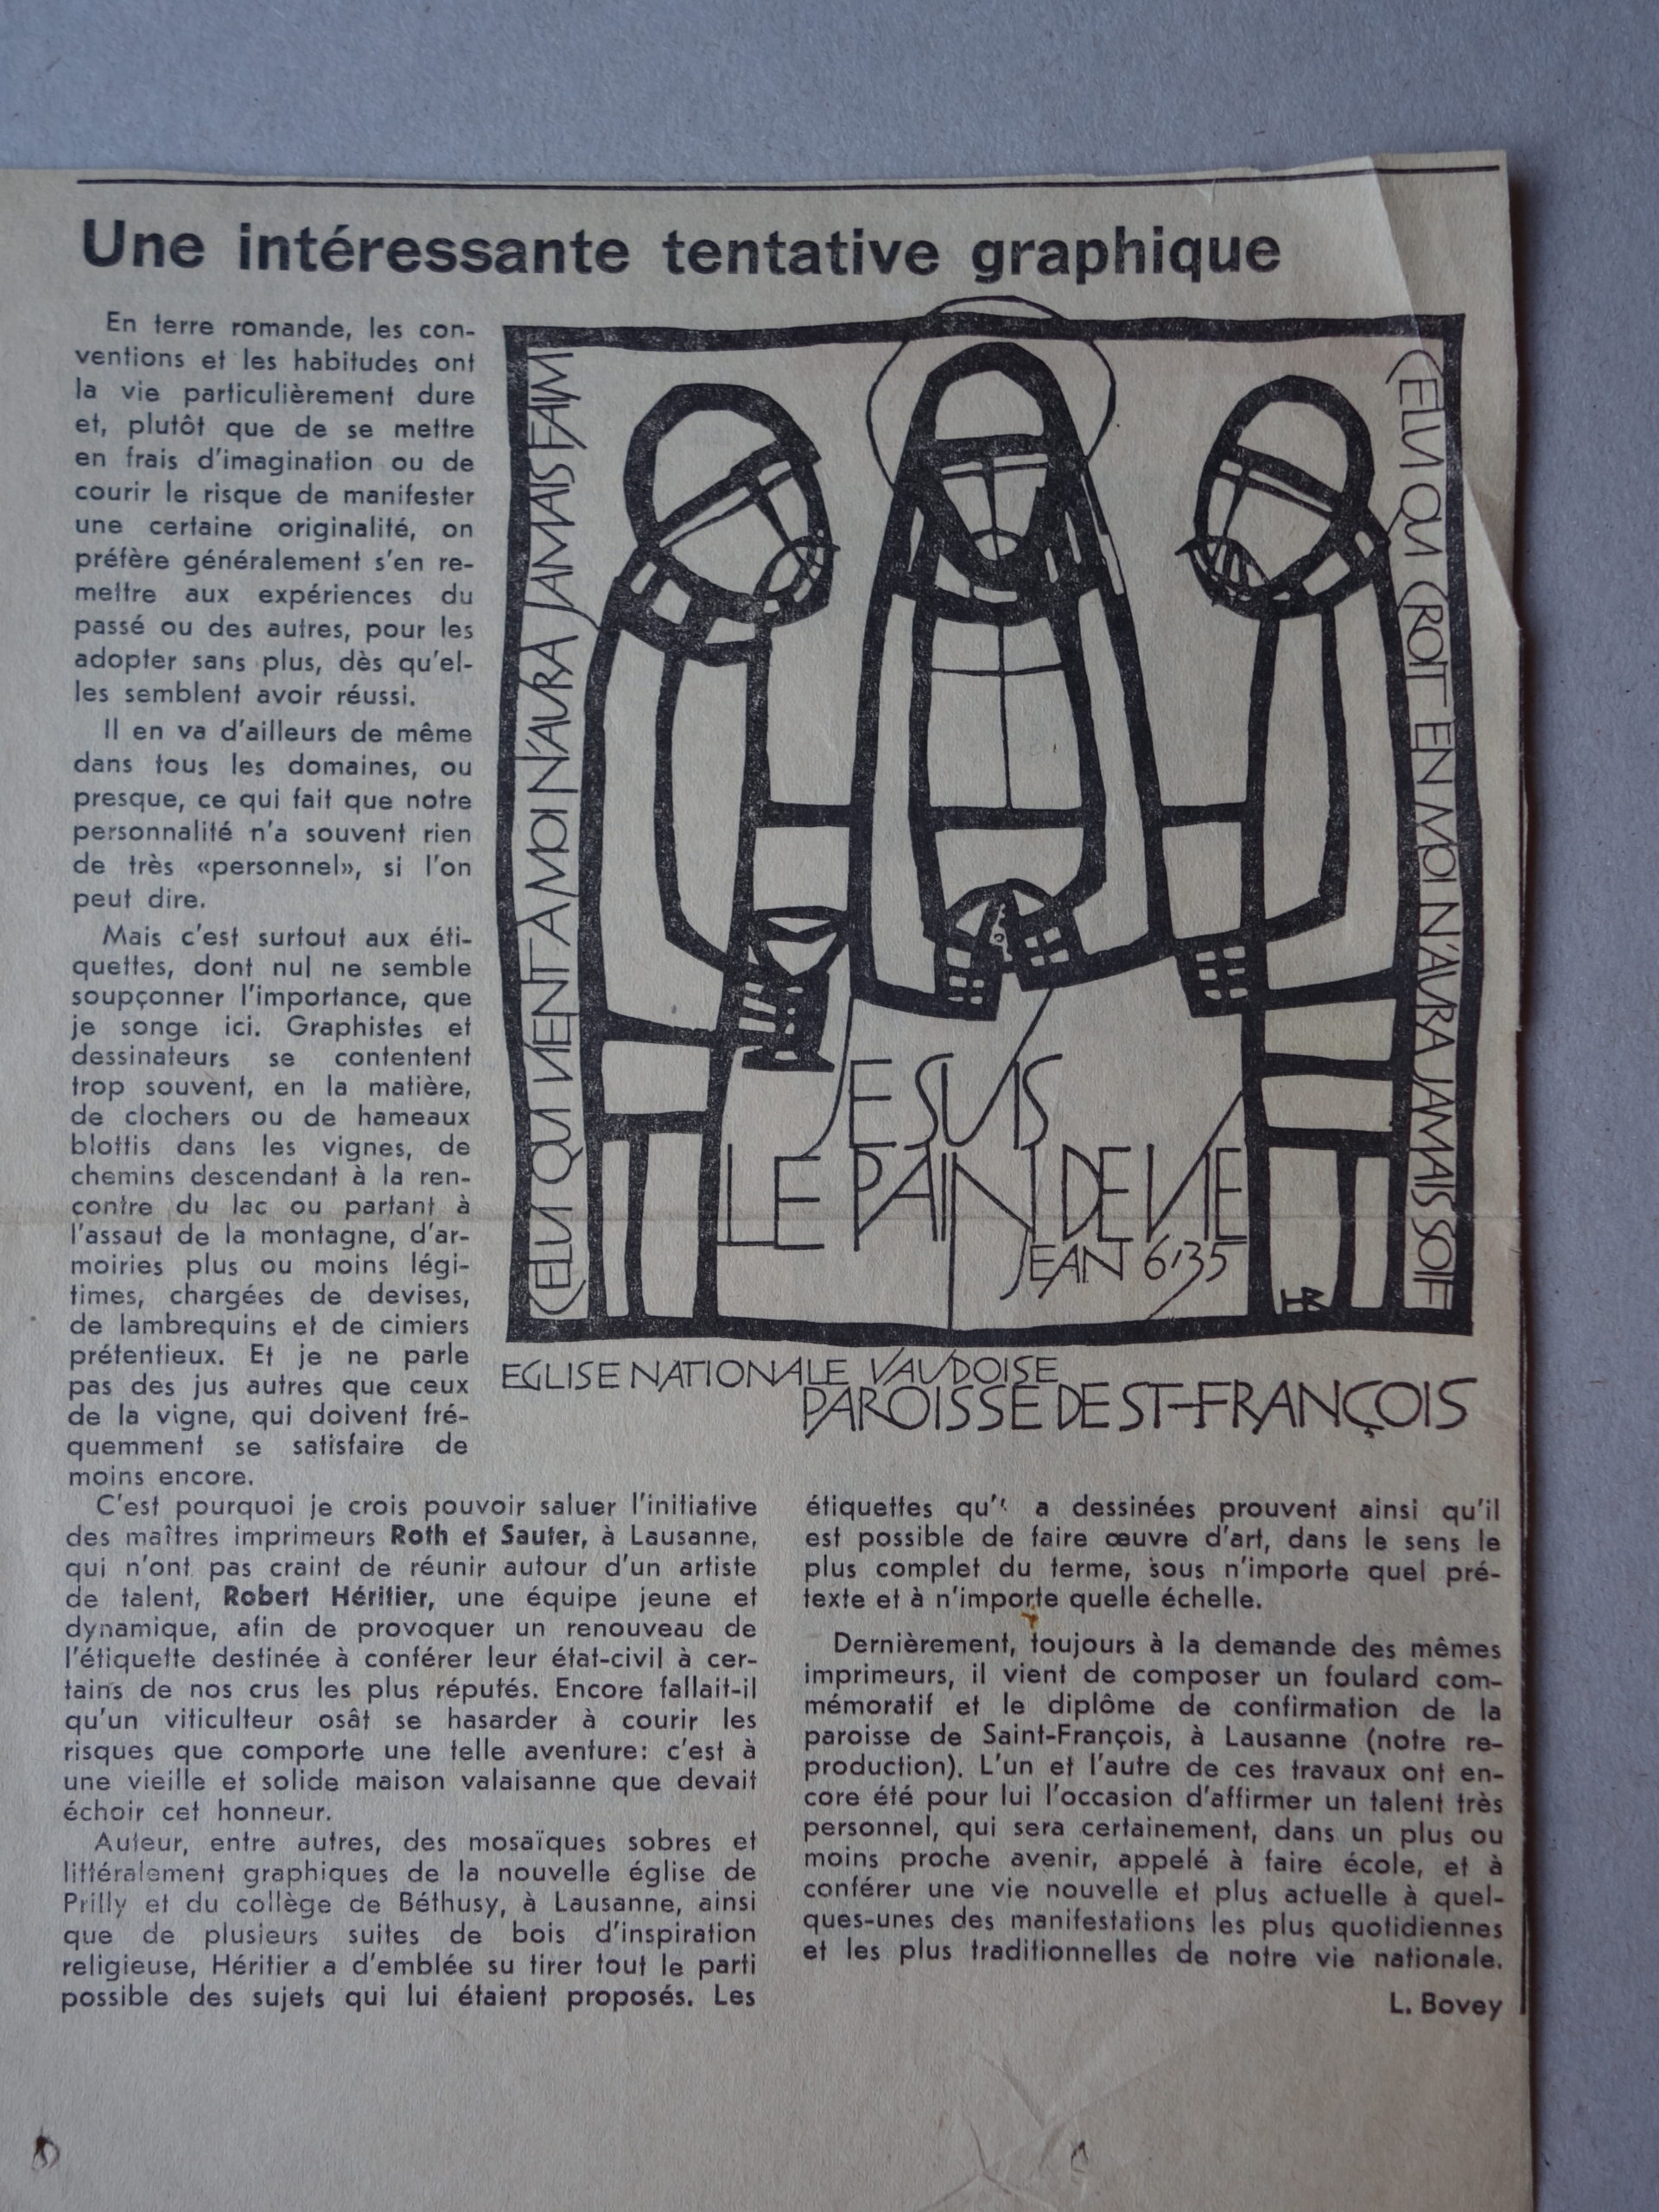 Une intéressante tentative graphique
En terre romande, les con-
ventions et les habitudes ont
la vie particulièrement dure
et, plutôt que de se mettre
en frais d'imagination ou de
courir le risque de manifester
une certaine originalité, on
préfère généralement s'en re-
mettre aux expériences du
passé ou des autres, pour les
adopter sans plus, dès qu'el-
les semblent avoir réussi.
Il en va d'ailleurs de même
dans tous les domaines, ou
presque, ce qui fait que notre
personnalité n'a souvent rien
de très «personnel», si l'on
peut dire.
Mais c'est surtout aux éti-
quettes, dont nul ne semble
soupçonner l'importance, que
je songe ici. Graphistes et
dessinateurs se contentent
trop souvent, en la matière,
de clochers ou de hameaux
blottis dans les vignes, de
chemins descendant à la ren-
contre du lac ou partant à
l'assaut de la montagne, d'ar-
moiries plus ou moins légi-
times, chargées de devises,
de lambrequins et de cimiers
prétentieux. Et je ne parle
pas des jus autres que ceux
de la vigne, qui doivent fré-
quemment se satisfaire de
moins encore.
CELUI QUI VIENT A MOI N'AURA JAMAIS FAIM
CELUI QUI CROIT EN MOI N'AURA JAMAIS SOIF
JE SUIS
LE PAIN DE VIE
JEAN 6,35
HR
EGLISE NATIONALE VAUDOISE
PAROISSE DE ST-FRANÇOIS
C'est pourquoi je crois pouvoir saluer l'initiative
des maîtres imprimeurs Roth et Sauter, à Lausanne,
qui n'ont pas craint de réunir autour d'un artiste
de talent, Robert Héritier, une équipe jeune et
dynamique, afin de provoquer un renouveau de
l'étiquette destinée à conférer leur état-civil à cer-
tains de nos crus les plus réputés. Encore fallait-il
qu'un viticulteur osât se hasarder à courir les
risques que comporte une telle aventure: c'est à
une vieille et solide maison valaisanne que devait
échoir cet honneur.
Auteur, entre autres, des mosaïques sobres et
littéralement graphiques de la nouvelle église de
Prilly et du collège de Béthusy, à Lausanne, ainsi
que de plusieurs suites de bois d'inspiration
religieuse, Héritier a d'emblée su tirer tout le parti
possible des sujets qui lui étaient proposés. Les
étiquettes a dessinées prouvent ainsi qu'il
est possible de faire œuvre d'art, dans le sens le
plus complet du terme, sous n'importe quel pré-
texte et à n'importe quelle échelle.
Dernièrement, toujours à la demande des mêmes
imprimeurs, il vient de composer un foulard com-
mémoratif et le diplôme de confirmation de la
paroisse de Saint-François, à Lausanne (notre re-
production). L'un et l'autre de ces travaux ont en-
core été pour lui l'occasion d'affirmer un talent très
personnel, qui sera certainement, dans un plus ou
moins proche avenir, appelé à faire école, et à
conférer une vie nouvelle et plus actuelle à quel-
ques-unes des manifestations les plus quotidiennes
et les plus traditionnelles de notre vie nationale.
L. Bovey